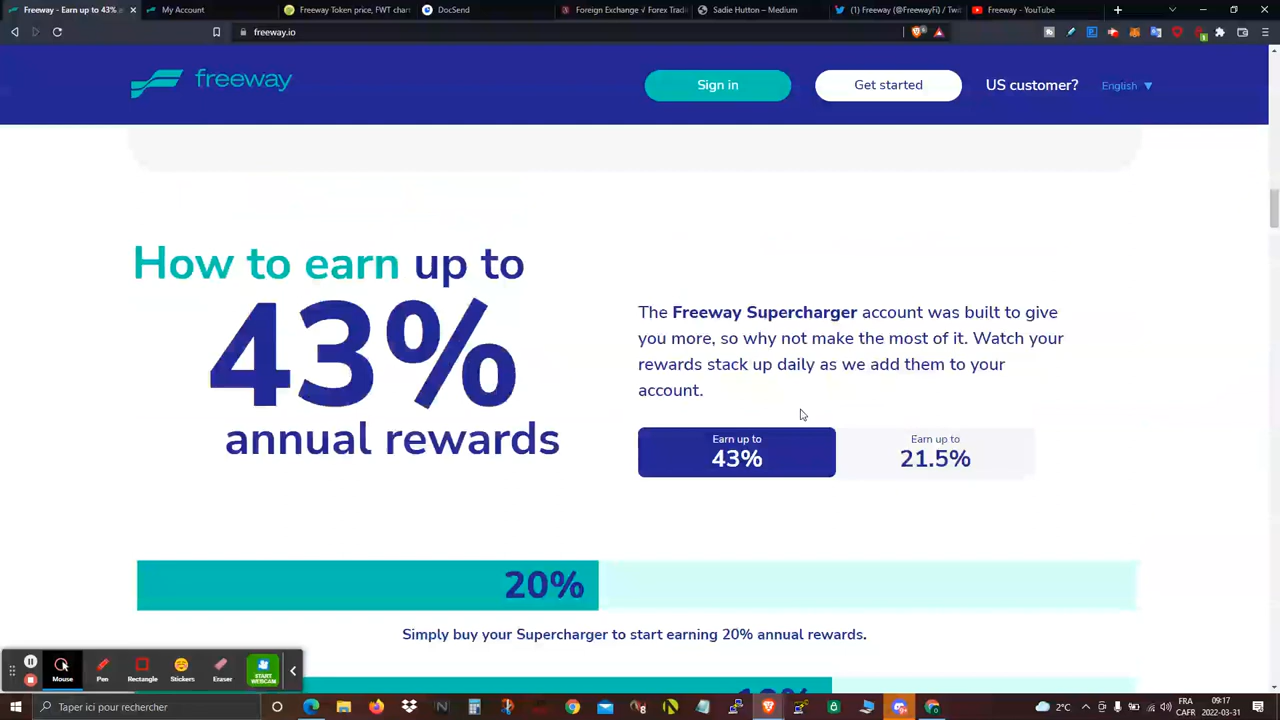 Freeway - Earn up to 43% in
My Account
Freeway Token price, FWT chart
DocSend
Foreign Exchange √ Forex Tradi
Sadie Hutton – Medium
(1) Freeway (@FreewayFi) / Twit
Freeway - YouTube
freeway.io
freeway
Sign in
Get started
US customer?
English ▼
How to earn up to
43%
annual rewards
The Freeway Supercharger account was built to give
you more, so why not make the most of it. Watch your
rewards stack up daily as we add them to your
account.
Earn up to
43%
Earn up to
21.5%
20%
Simply buy your Supercharger to start earning 20% annual rewards.
Mouse
Pen
Rectangle
Stickers
Eraser
START
WEBCAM
Taper ici pour rechercher
2°C
FRA
CAFR
09:17
2022-03-31